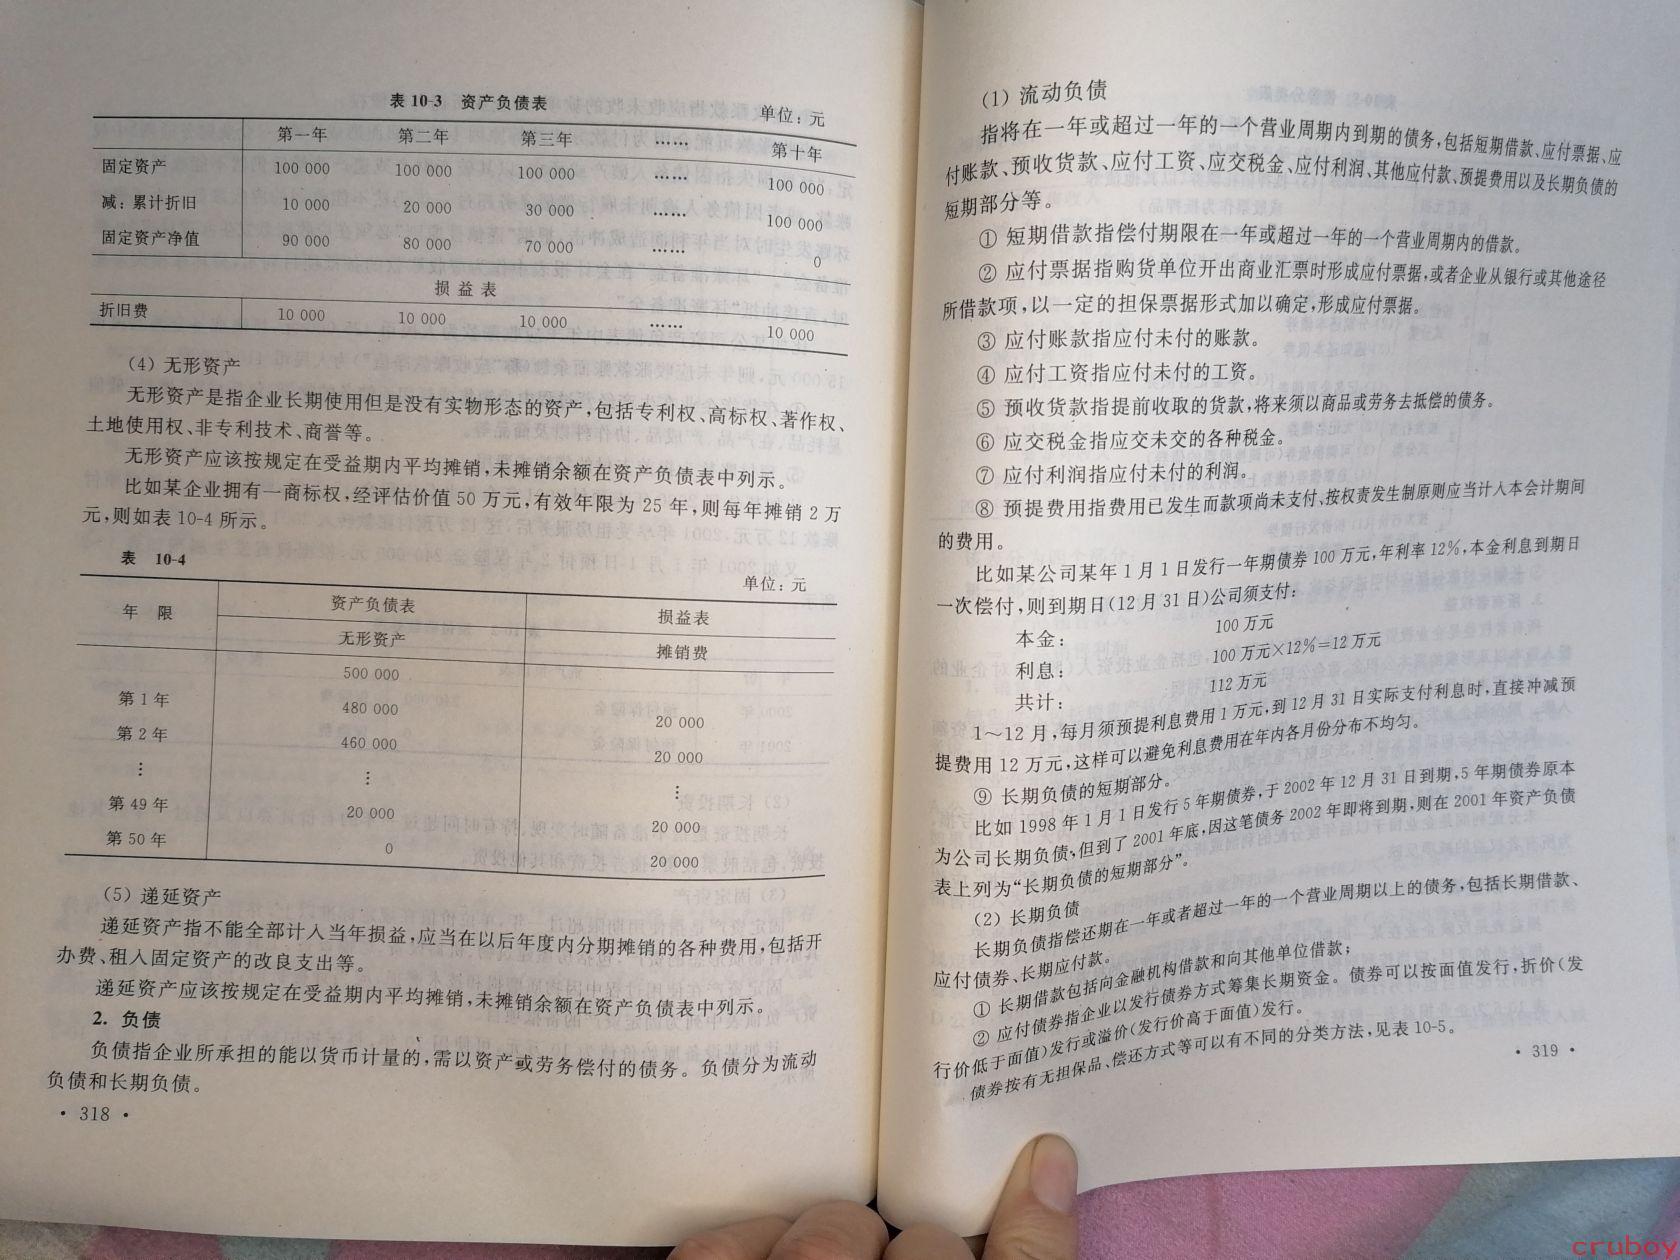 表 10-3 资产负债表
单位：元
第一年 第二年 第三年 …… 第十年
固定资产 100 000 100 000 100 000 …… 100 000
减：累计折旧 10 000 20 000 30 000 …… 100 000
固定资产净值 90 000 80 000 70 000 …… 0
损 益 表
折旧费 10 000 10 000 10 000 …… 10 000
(4) 无形资产
无形资产是指企业长期使用但是没有实物形态的资产，包括专利权、高标权、著作权、
土地使用权、非专利技术、商誉等。
无形资产应该按规定在受益期内平均摊销，未摊销余额在资产负债表中列示。
比如某企业拥有一商标权，经评估价值 50 万元，有效年限为 25 年，则每年摊销 2 万
元，则如表 10-4 所示。
表 10-4
单位：元
年 限 资产负债表 损益表
无形资产 摊销费
500 000
第 1 年 480 000 20 000
第 2 年 460 000 20 000
⋮ ⋮ ⋮
第 49 年 20 000 20 000
第 50 年 0 20 000
(5) 递延资产
递延资产指不能全部计入当年损益，应当在以后年度内分期摊销的各种费用，包括开
办费、租入固定资产的改良支出等。
递延资产应该按规定在受益期内平均摊销，未摊销余额在资产负债表中列示。
2. 负债
负债指企业所承担的能以货币计量的，需以资产或劳务偿付的债务。负债分为流动
负债和长期负债。
· 318 ·
(1) 流动负债
指将在一年或超过一年的一个营业周期内到期的债务，包括短期借款、应付票据、应
付账款、预收货款、应付工资、应交税金、应付利润、其他应付款、预提费用以及长期负债的
短期部分等。
① 短期借款指偿付期限在一年或超过一年的一个营业周期内的借款。
② 应付票据指购货单位开出商业汇票时形成应付票据，或者企业从银行或其他途径
所借款项，以一定的担保票据形式加以确定，形成应付票据。
③ 应付账款指应付未付的账款。
④ 应付工资指应付未付的工资。
⑤ 预收货款指提前收取的货款，将来须以商品或劳务去抵偿的债务。
⑥ 应交税金指应交未交的各种税金。
⑦ 应付利润指应付未付的利润。
⑧ 预提费用指费用已发生而款项尚未支付，按权责发生制原则应当计入本会计期间
的费用。
比如某公司某年 1 月 1 日发行一年期债券 100 万元，年利率 12%，本金利息到期日
一次偿付，则到期日(12 月 31 日)公司须支付：
本金： 100 万元
利息： 100 万元×12%=12 万元
共计： 112 万元
1～12 月，每月须预提利息费用 1 万元，到 12 月 31 日实际支付利息时，直接冲减预
提费用 12 万元，这样可以避免利息费用在年内各月份分布不均匀。
⑨ 长期负债的短期部分。
比如 1998 年 1 月 1 日发行 5 年期债券，于 2002 年 12 月 31 日到期，5 年期债券原本
为公司长期负债，但到了 2001 年底，因这笔债务 2002 年即将到期，则在 2001 年资产负债
表上列为“长期负债的短期部分”。
(2) 长期负债
长期负债指偿还期在一年或者超过一年的一个营业周期以上的债务，包括长期借款、
应付债券、长期应付款。
① 长期借款包括向金融机构借款和向其他单位借款；
② 应付债券指企业以发行债券方式筹集长期资金。债券可以按面值发行，折价(发
行价低于面值)发行或溢价(发行价高于面值)发行。
债券按有无担保品、偿还方式等可以有不同的分类方法，见表 10-5。
· 319 ·
cruboy